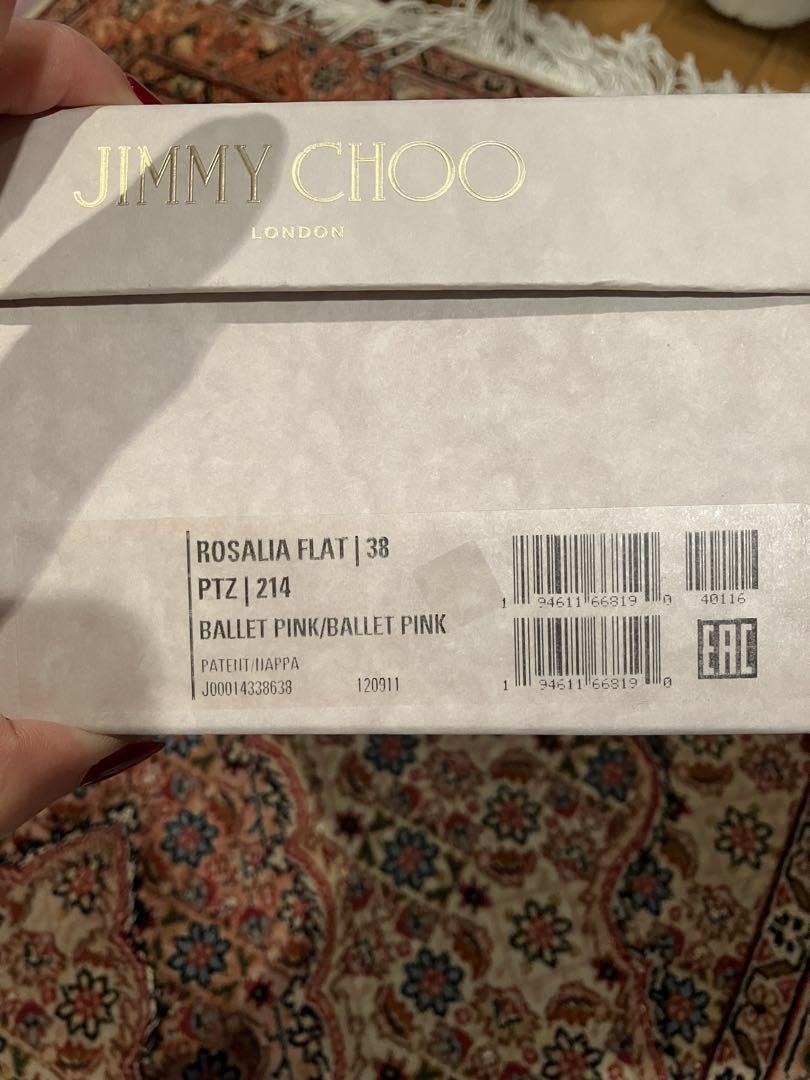 JIMMY CHOO
LONDON
ROSALIA FLAT | 38
PTZ | 214
BALLET PINK/BALLET PINK
PATENT/NAPPA
J00014338638 120911
1 94611 66819 0
40116
1 94611 66819 0
EAC